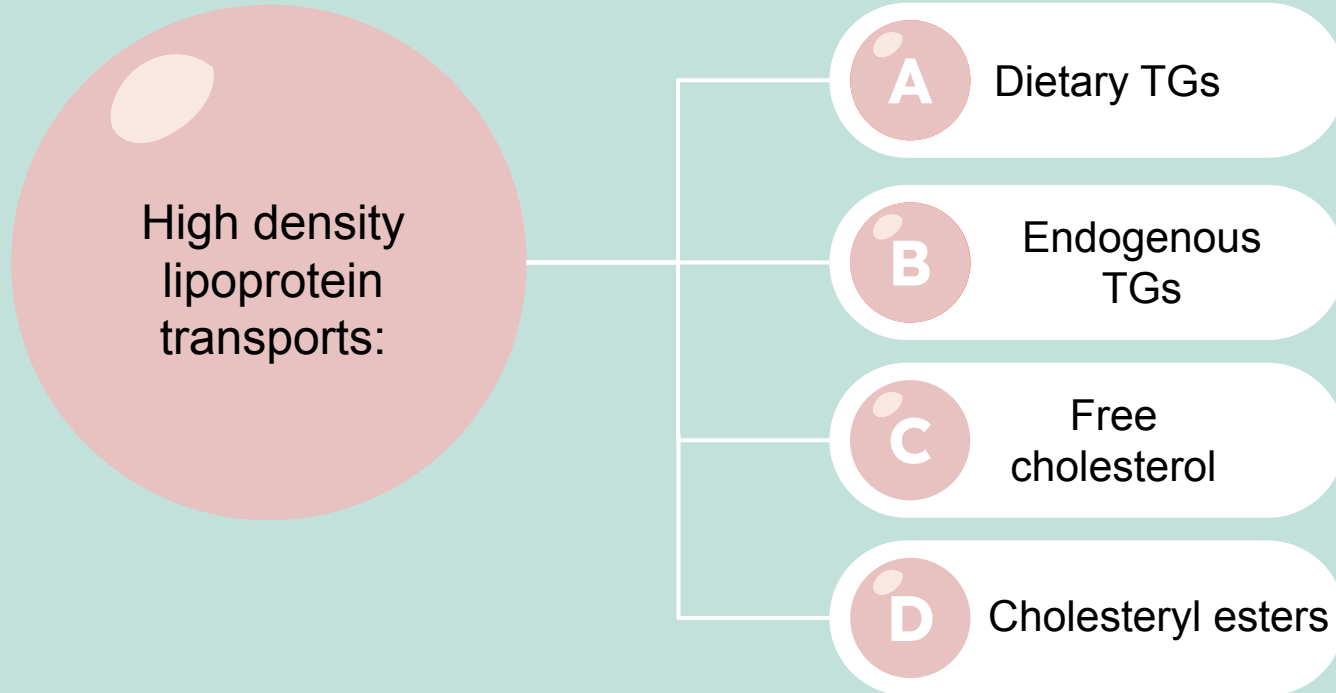 High density
lipoprotein
transports:
A Dietary TGs
B Endogenous
TGs
C Free
cholesterol
D Cholesteryl esters